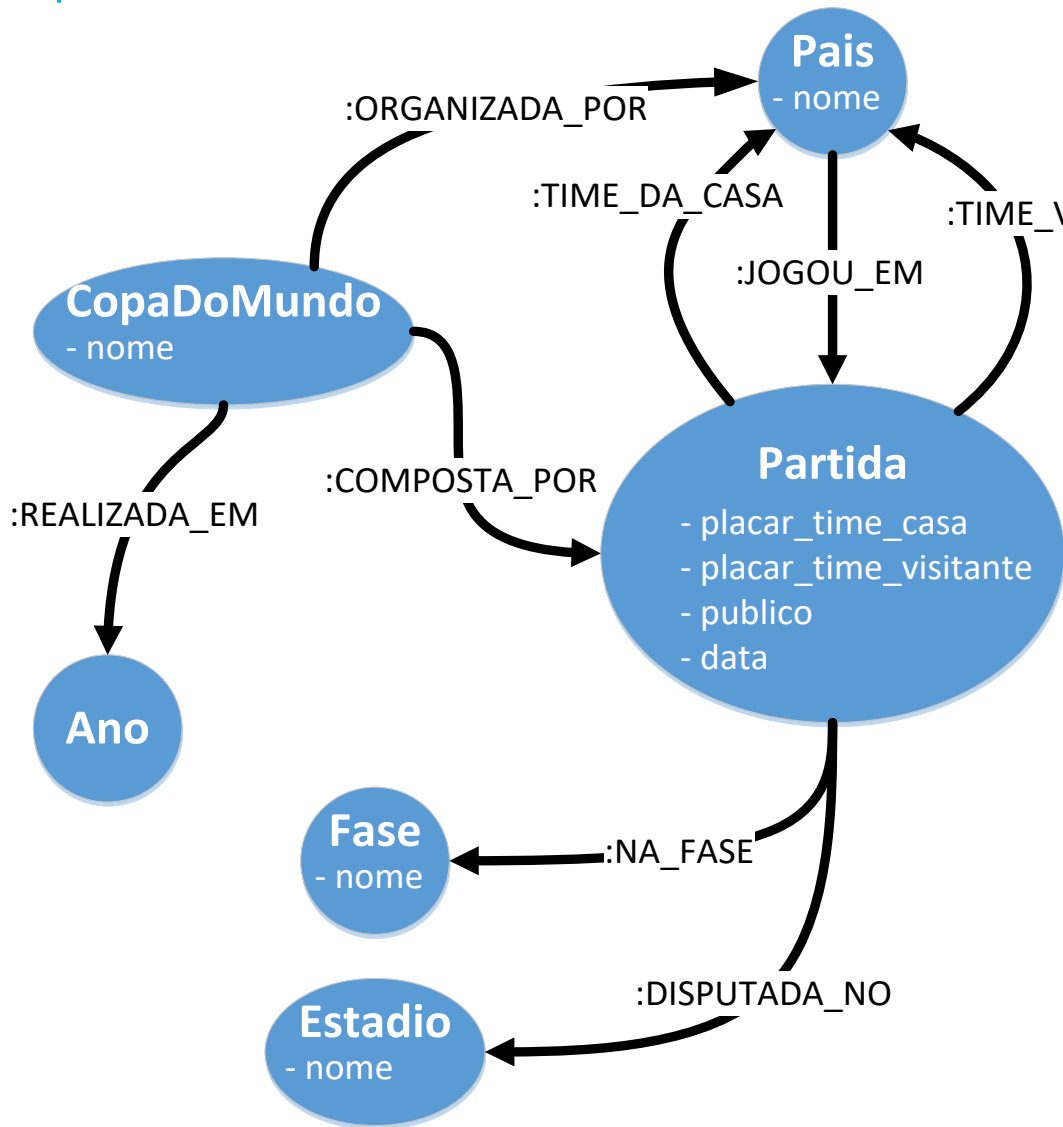 Pais
- nome
:ORGANIZADA_POR
:TIME_DA_CASA
:JOGOU_EM
CopaDoMundo
- nome
Partida
- placar_time_casa
- placar_time_visitante
- publico
- data
:COMPOSTA_POR
:REALIZADA_EM
Ano
Fase
- nome
:NA_FASE
:DISPUTADA_NO
Estadio
- nome